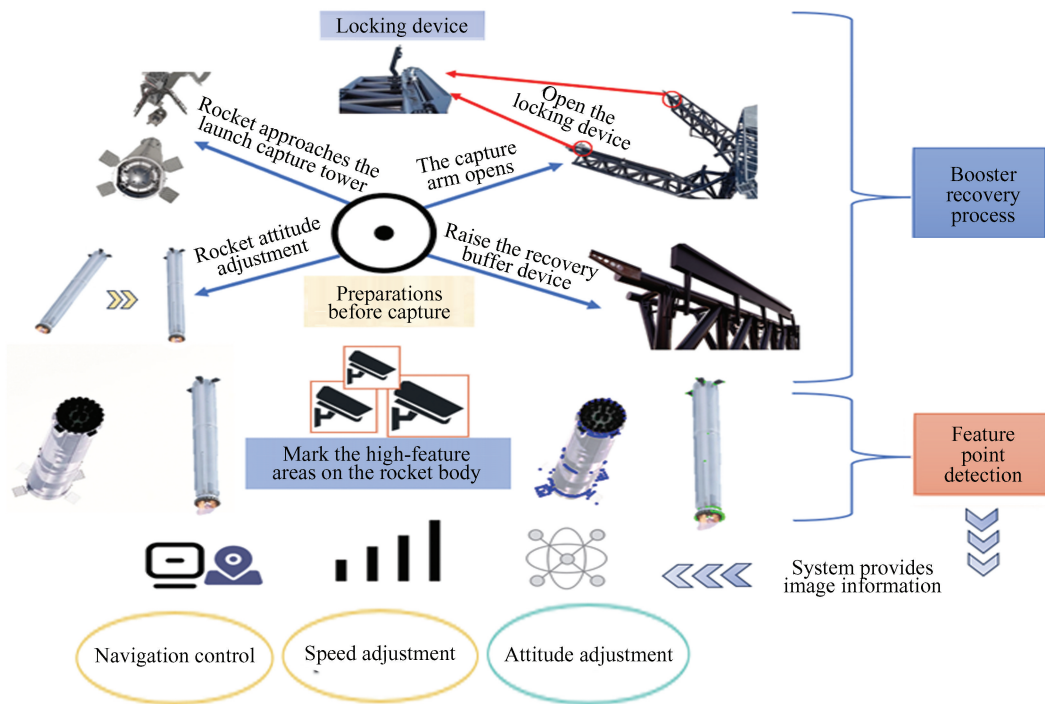 Locking device
Rocket approaches the
launch capture tower
Open the
locking device
The capture
arm opens
Booster
recovery
process
Rocket attitude
adjustment
Raise the recovery
buffer device
Preparations
before capture
Mark the high-feature
areas on the rocket body
Feature
point
detection
System provides
image information
Navigation control
Speed adjustment
Attitude adjustment